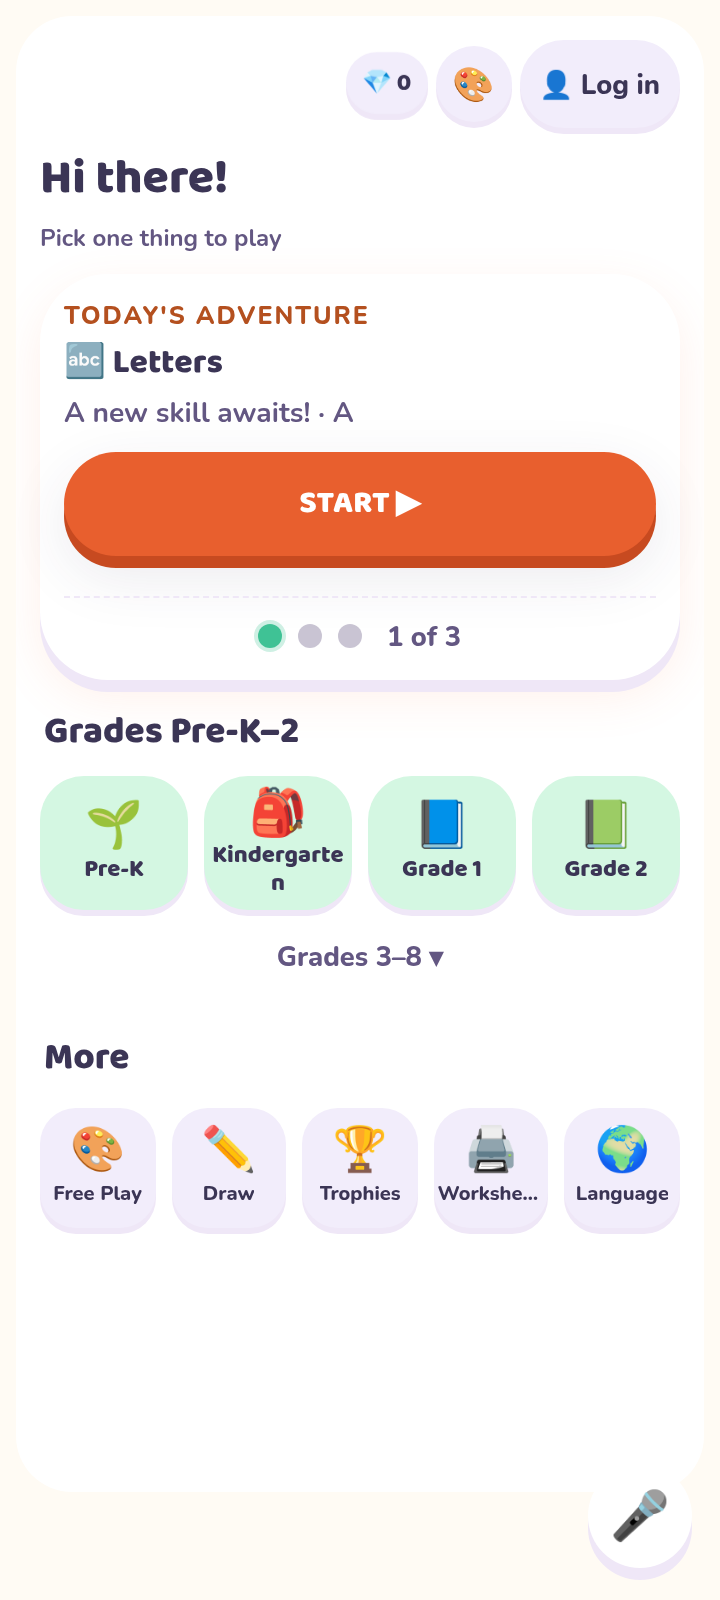 0
Log in
Hi there!
Pick one thing to play
TODAY'S ADVENTURE
abc Letters
A new skill awaits! · A
START ▶
1 of 3
Grades Pre-K–2
Pre-K
Kindergarte
n
Grade 1
Grade 2
Grades 3–8 ▼
More
Free Play
Draw
Trophies
Workshe...
Language